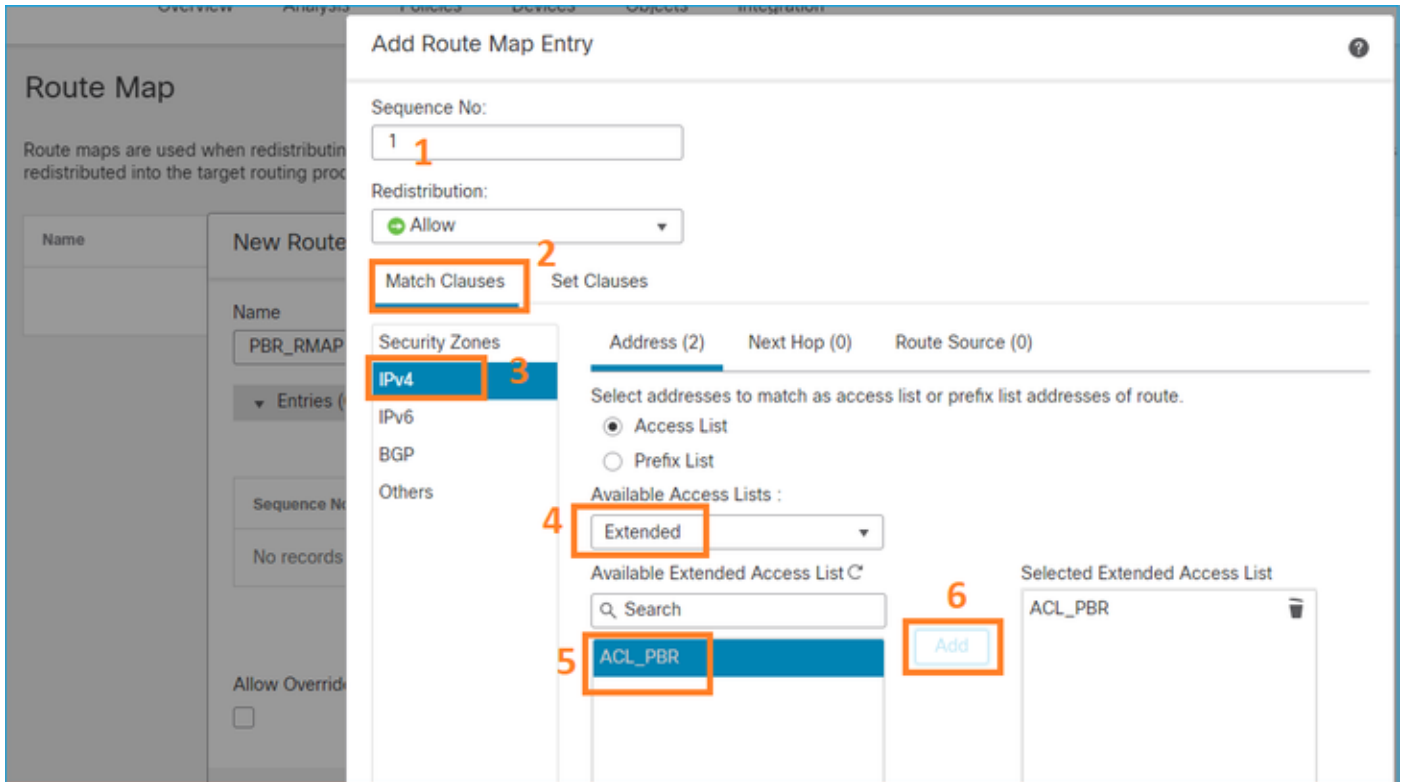 Overview Analysis Policies Devices Objects Integration
Add Route Map Entry
?
Route Map
Route maps are used when redistributin
redistributed into the target routing proc
Sequence No:
1
1
Redistribution:
Allow
2
Match Clauses Set Clauses
Name
New Route
Name
PBR_RMAP
Entries (
Sequence No
No records
Allow Overrid
Security Zones
IPv4
3
IPv6
BGP
Others
Address (2) Next Hop (0) Route Source (0)
Select addresses to match as access list or prefix list addresses of route.
Access List
Prefix List
Available Access Lists :
4
Extended
Available Extended Access List
Search
5
ACL_PBR
6
Add
Selected Extended Access List
ACL_PBR